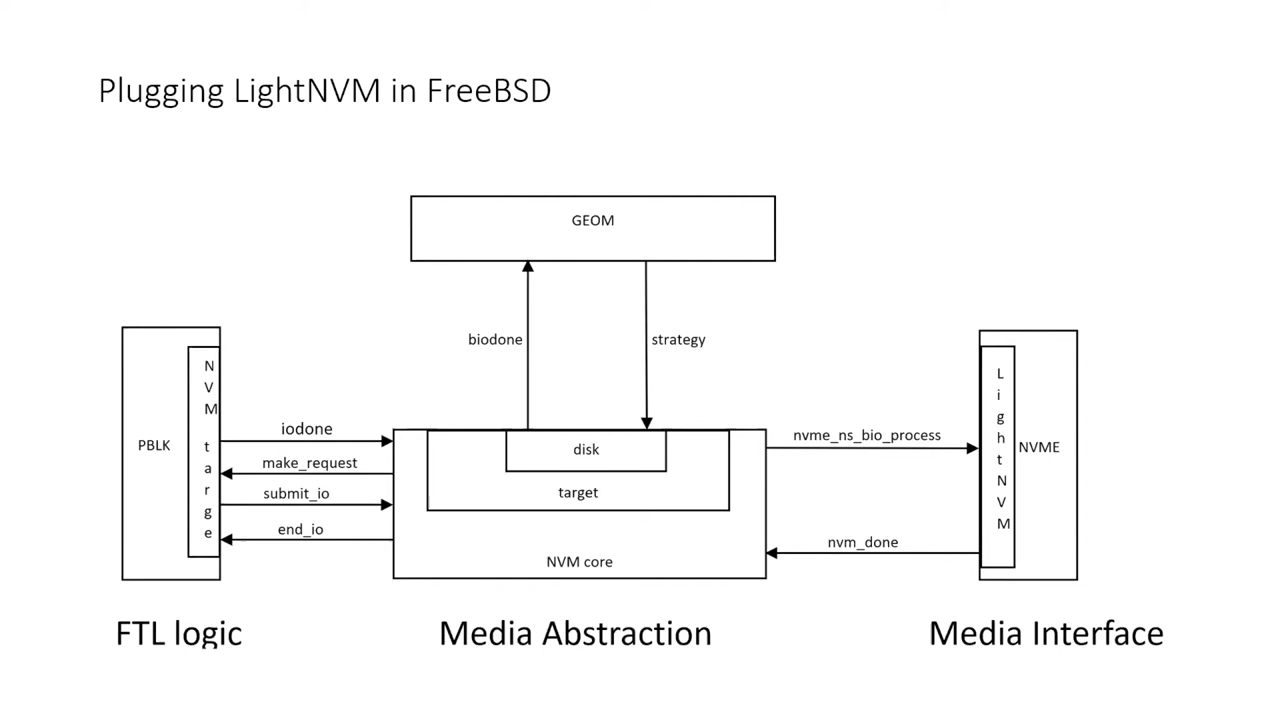 Plugging LightNVM in FreeBSD
GEOM
biodone
strategy
PBLK
NVM targe
iodone
make_request
submit_io
end_io
disk
target
NVM core
nvme_ns_bio_process
nvm_done
LightNVM
NVME
FTL logic
Media Abstraction
Media Interface